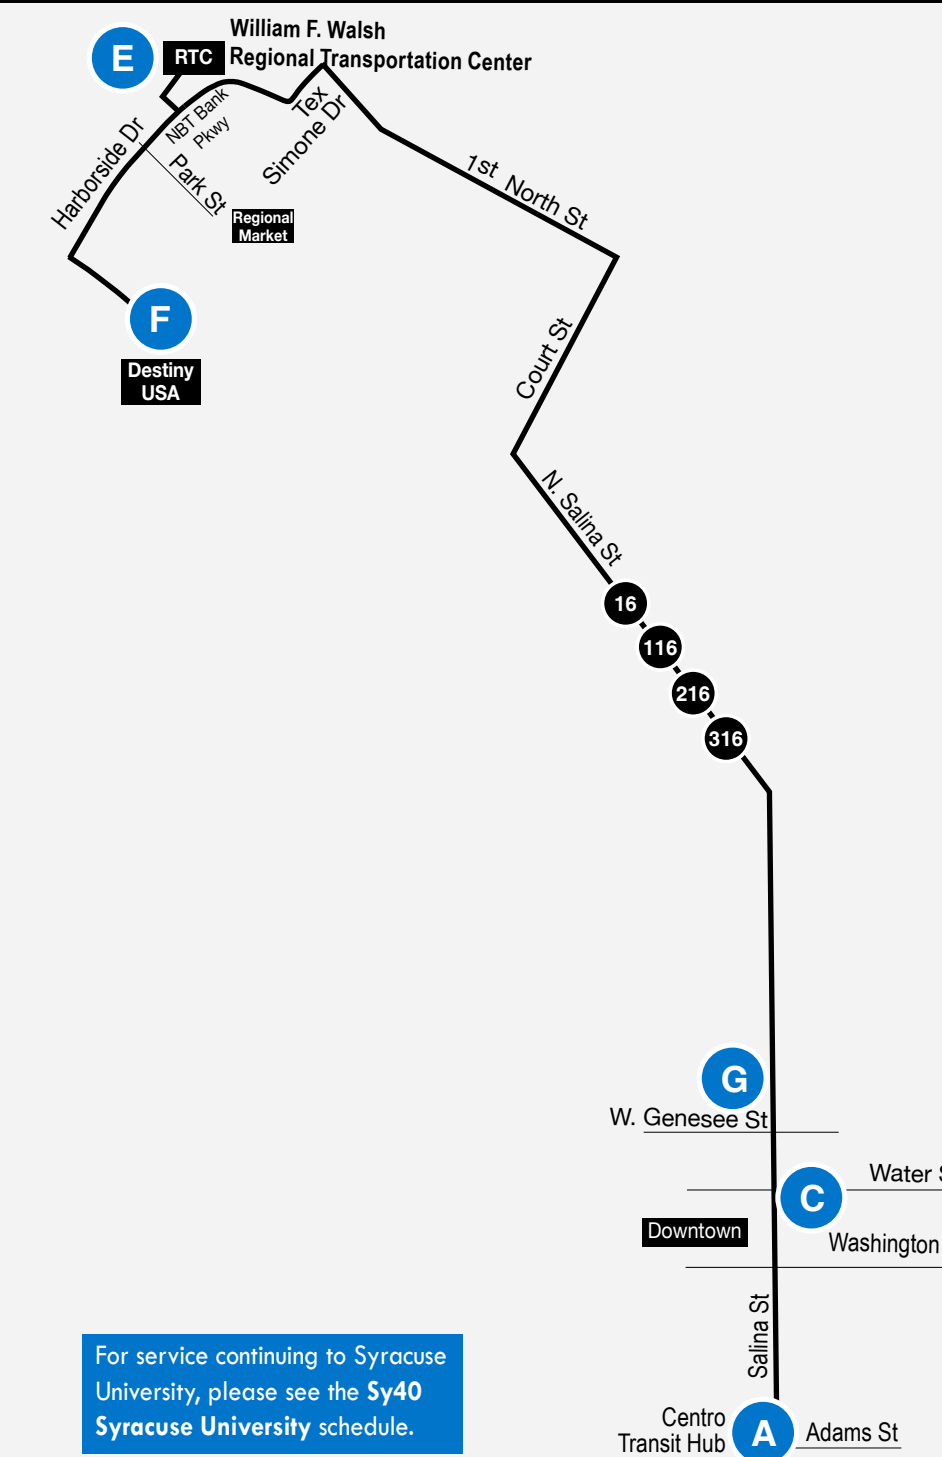 William F. Walsh
E
RTC
Regional Transportation Center
NBT Bank
Pkwy
Tex
Simone Dr
Harborside Dr
Park St
1st North St
Regional
Market
F
Destiny
USA
Court St
N. Salina St
16
116
216
316
G
W. Genesee St
Water
C
Downtown
Washington
Salina St
For service continuing to Syracuse
University, please see the Sy40
Syracuse University schedule.
Centro
Transit Hub
A
Adams St